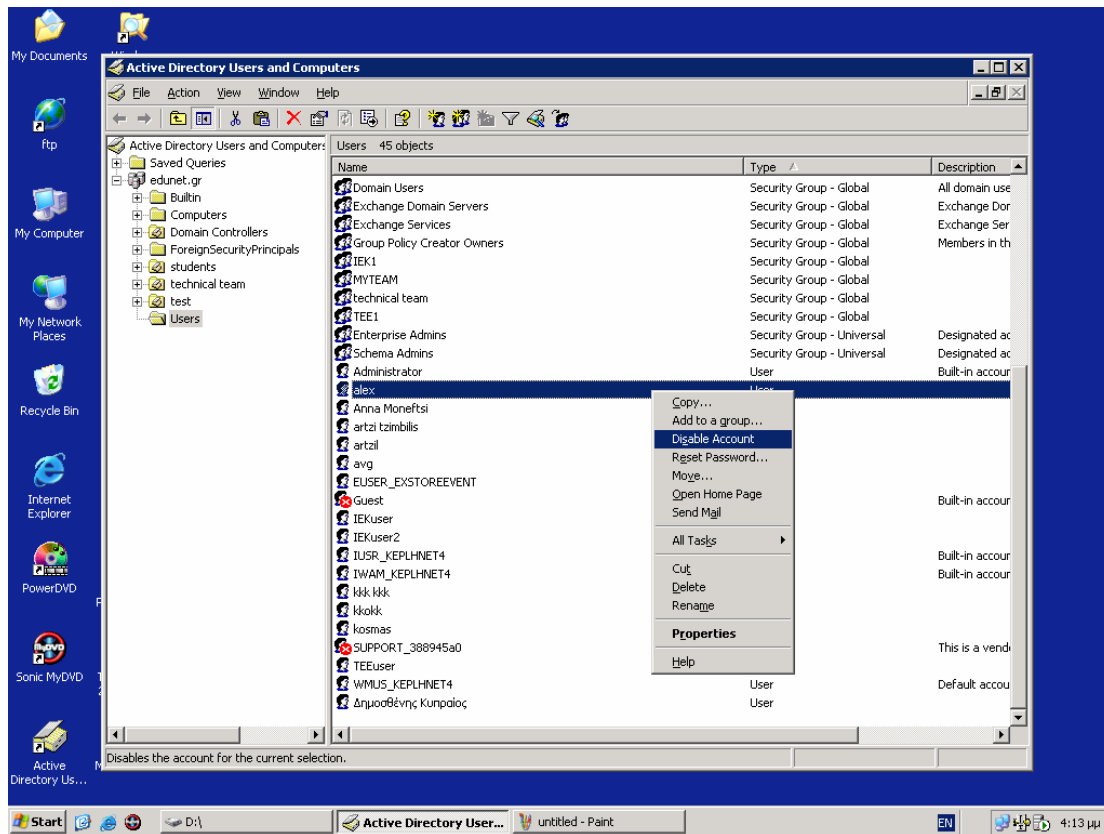 My Documents
Active Directory Users and Computers
File Action View Window Help
ftp
My Computer
My Network
Places
Recycle Bin
Internet
Explorer
PowerDVD
Sonic MyDVD
Active
Directory Us...
Active Directory Users and Computer
Saved Queries
edunet.gr
Builtin
Computers
Domain Controllers
ForeignSecurityPrincipals
students
technical team
test
Users
Users 45 objects
Name Type Description
Domain Users Security Group - Global All domain use
Exchange Domain Servers Security Group - Global Exchange Dor
Exchange Services Security Group - Global Exchange Ser
Group Policy Creator Owners Security Group - Global Members in th
IEK1 Security Group - Global
MYTEAM Security Group - Global
technical team Security Group - Global
TEE1 Security Group - Global
Enterprise Admins Security Group - Universal Designated ac
Schema Admins Security Group - Universal Designated ac
Administrator User Built-in accour
alex User
Anna Moneftsi
artzi tzimbilis
artzil
avg
EUSER_EXSTOREEVENT
Guest Built-in accour
IEKuser
IEKuser2
IUSR_KEPLHNET4 Built-in accour
IWAM_KEPLHNET4 Built-in accour
kkk kkk
kkokk
kosmas
SUPPORT_388945a0 This is a vend
TEEuser
WMUS_KEPLHNET4 User Default accou
Δημοσθένης Κυπραίος User
Copy...
Add to a group...
Disable Account
Reset Password...
Move...
Open Home Page
Send Mail
All Tasks
Cut
Delete
Rename
Properties
Help
Disables the account for the current selection.
Start D:\ Active Directory User... untitled - Paint EN 4:13 μμ